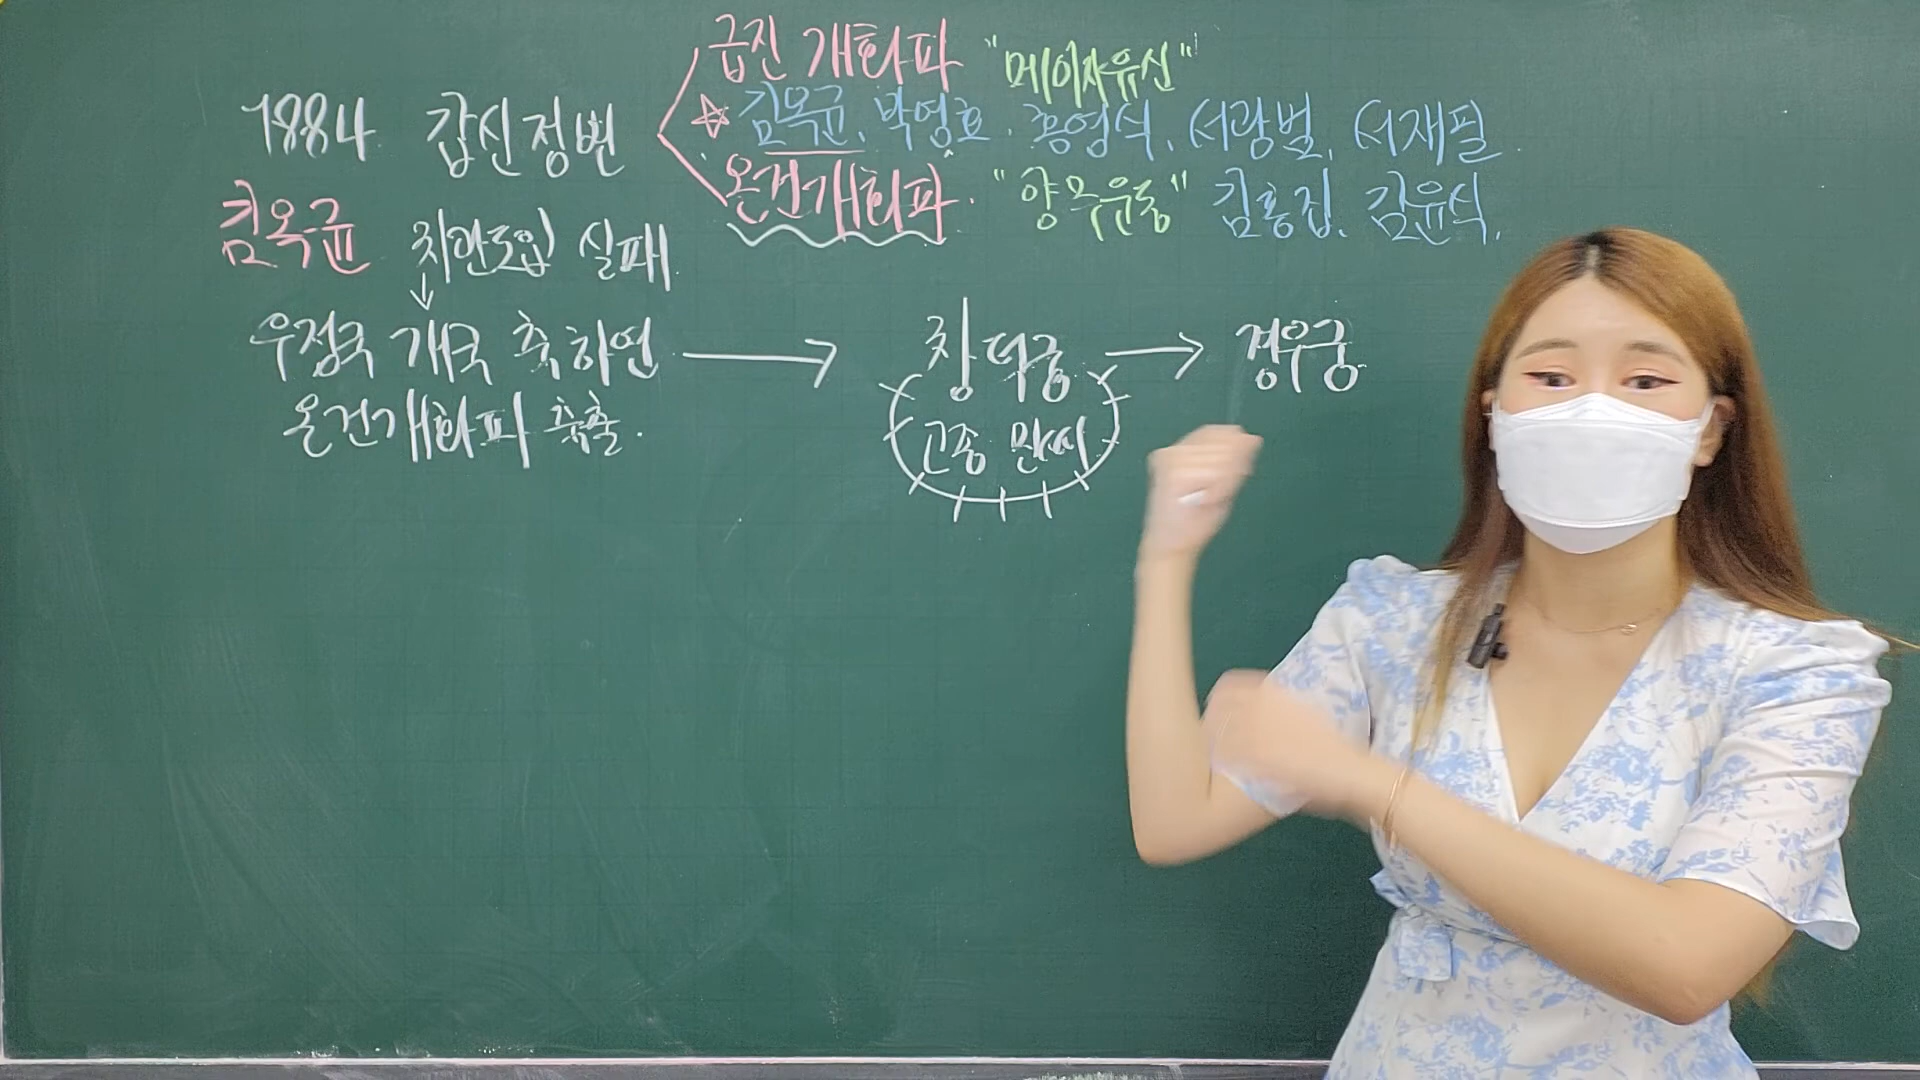 급진 개화파 "메이지유신"
1884 갑신정변
☆ 김옥균, 박영효, 홍영식, 서광범, 서재필.
온건개화파. "양무운동" 김홍집, 김윤식,
김옥균 차관도입 실패
↓
우정국 개국 축하연 → 창덕궁 → 경우궁
온건개화파 축출.
고종 민씨